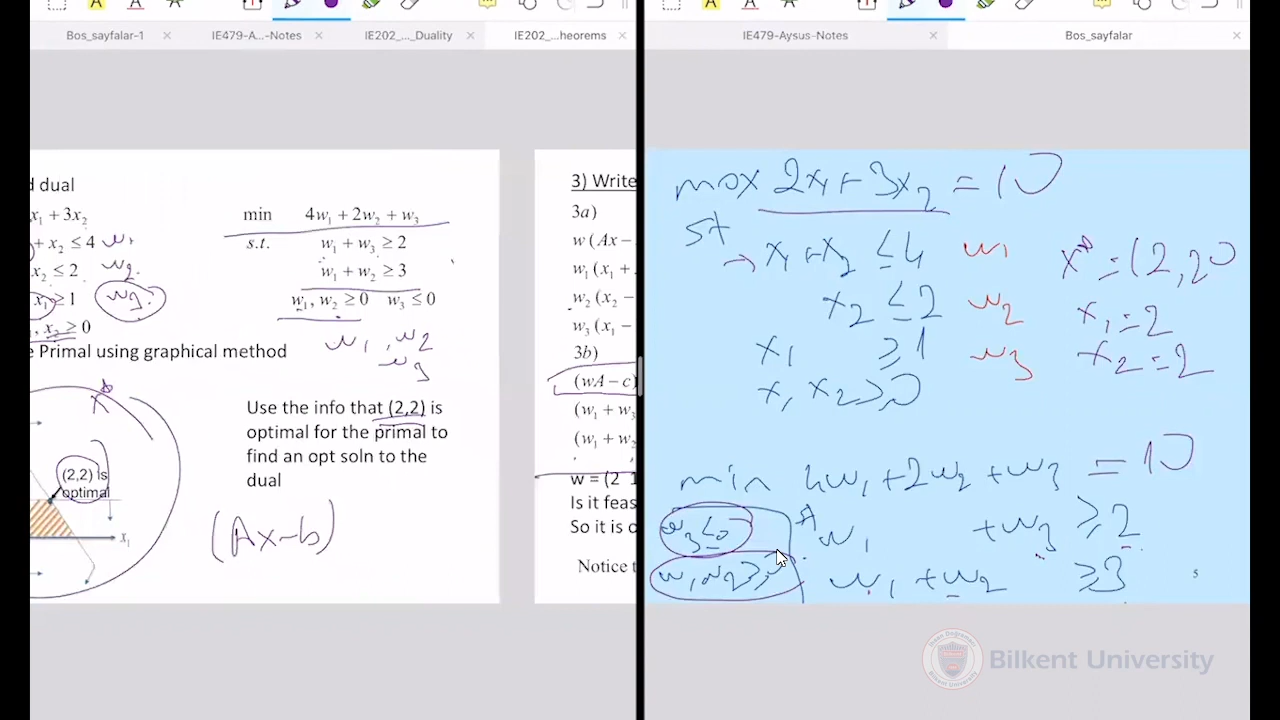 Bos_sayfalar-1
IE479-A...-Notes
IE202_..._Duality
IE202_...heorems
IE479-Aysus-Notes
Bos_sayfalar
d dual
x₁ + 3x₂
+ x₂ ≤ 4 w₁
x₂ ≤ 2 w₂
x₁ ≥ 1 w₃
, x₂ ≥ 0
e Primal using graphical method
(2,2) is
optimal
x₁
min 4w₁ + 2w₂ + w₃
s.t. w₁ + w₃ ≥ 2
w₁ + w₂ ≥ 3
w₁, w₂ ≥ 0 w₃ ≤ 0
w₁, w₂
w₃
Use the info that (2,2) is
optimal for the primal to
find an opt soln to the
dual
(Ax-b)
3) Write
3a)
w(Ax −
w₁(x₁ +
w₂(x₂ −
w₃(x₁ −
3b)
(wA − c)
(w₁ + w₃
(w₁ + w₂
w = (2 1
Is it feas
So it is o
Notice t
max 2x₁+3x₂ = 10
st
→ x₁+x₂ ≤ 4 w₁
x₂ ≤ 2 w₂
x₁ ≥ 1 w₃
x₁ x₂ ≥ 0
x* = (2,2)
x₁ = 2
x₂ = 2
min 4w₁+2w₂+w₃ = 10
st w₁ +w₃ ≥ 2
w₁+w₂ ≥ 3
w₃ ≤ 0
w₁, w₂ ≥ 0
5
Bilkent University